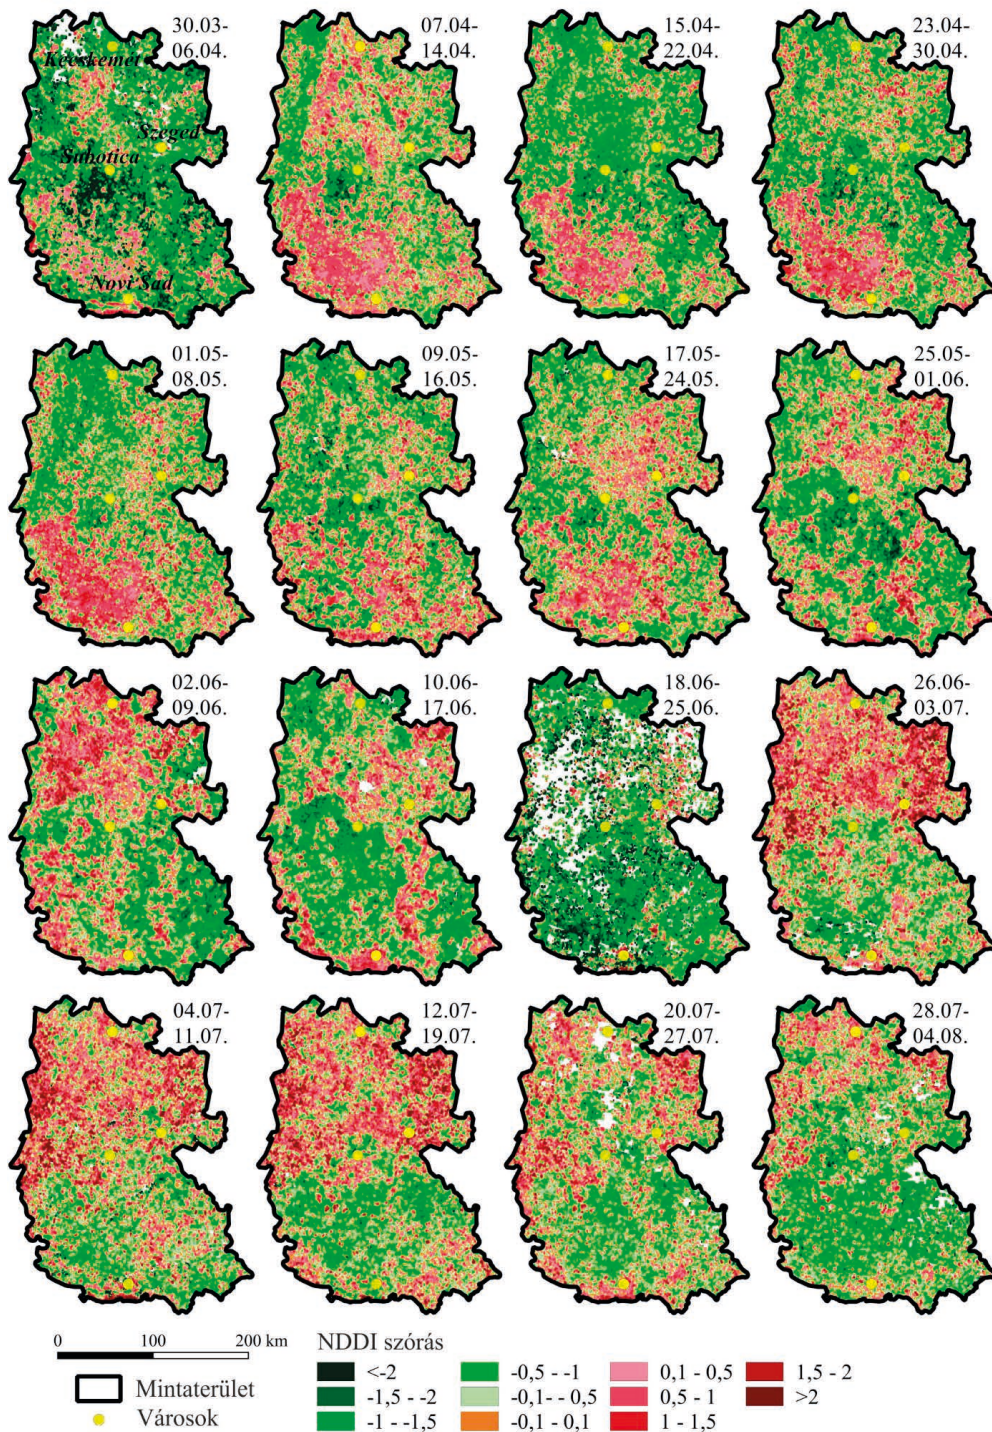 30.03-
06.04.
Kecskemét
Szeged
Subotica
Novi Sad
07.04-
14.04.
15.04-
22.04.
23.04-
30.04.
01.05-
08.05.
09.05-
16.05.
17.05-
24.05.
25.05-
01.06.
02.06-
09.06.
10.06-
17.06.
18.06-
25.06.
26.06-
03.07.
04.07-
11.07.
12.07-
19.07.
20.07-
27.07.
28.07-
04.08.
0 100 200 km
Mintaterület
Városok
NDDI szórás
<-2
-1,5 - -2
-1 - -1,5
-0,5 - -1
-0,1- - 0,5
-0,1 - 0,1
0,1 - 0,5
0,5 - 1
1 - 1,5
1,5 - 2
>2